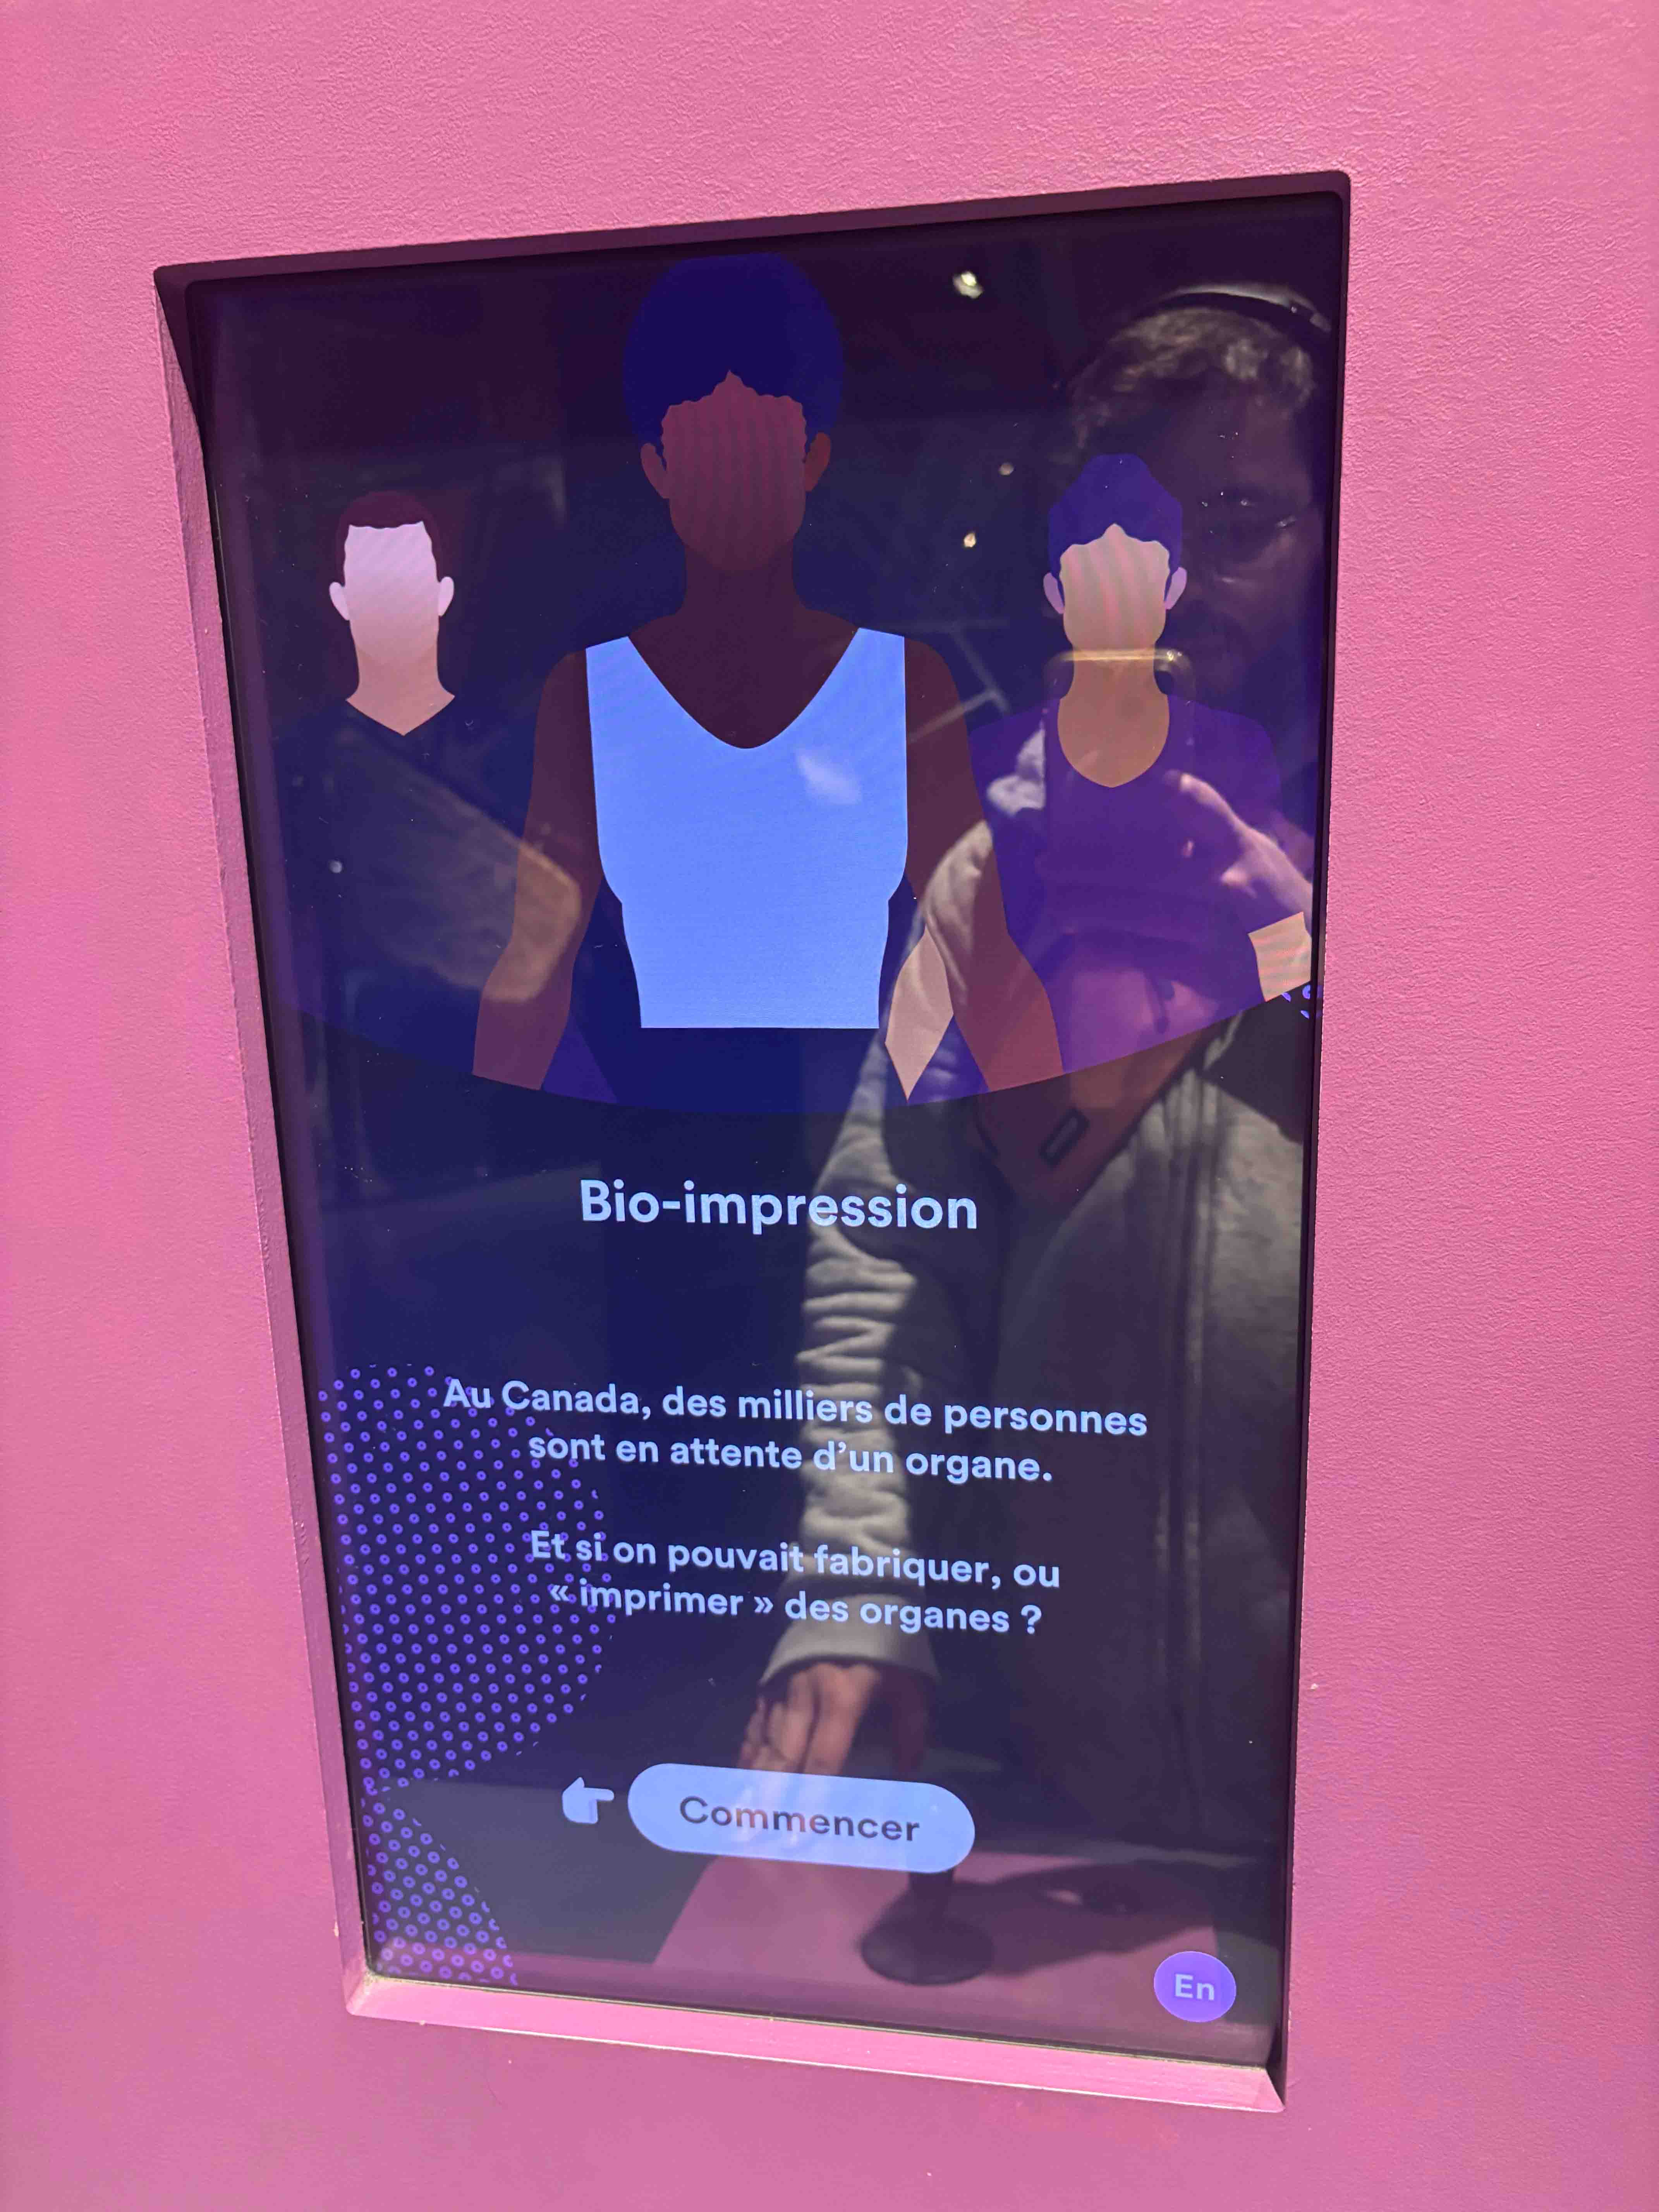 Bio-impression
Au Canada, des milliers de personnes
sont en attente d’un organe.
Et si on pouvait fabriquer, ou
« imprimer » des organes ?
Commencer
En